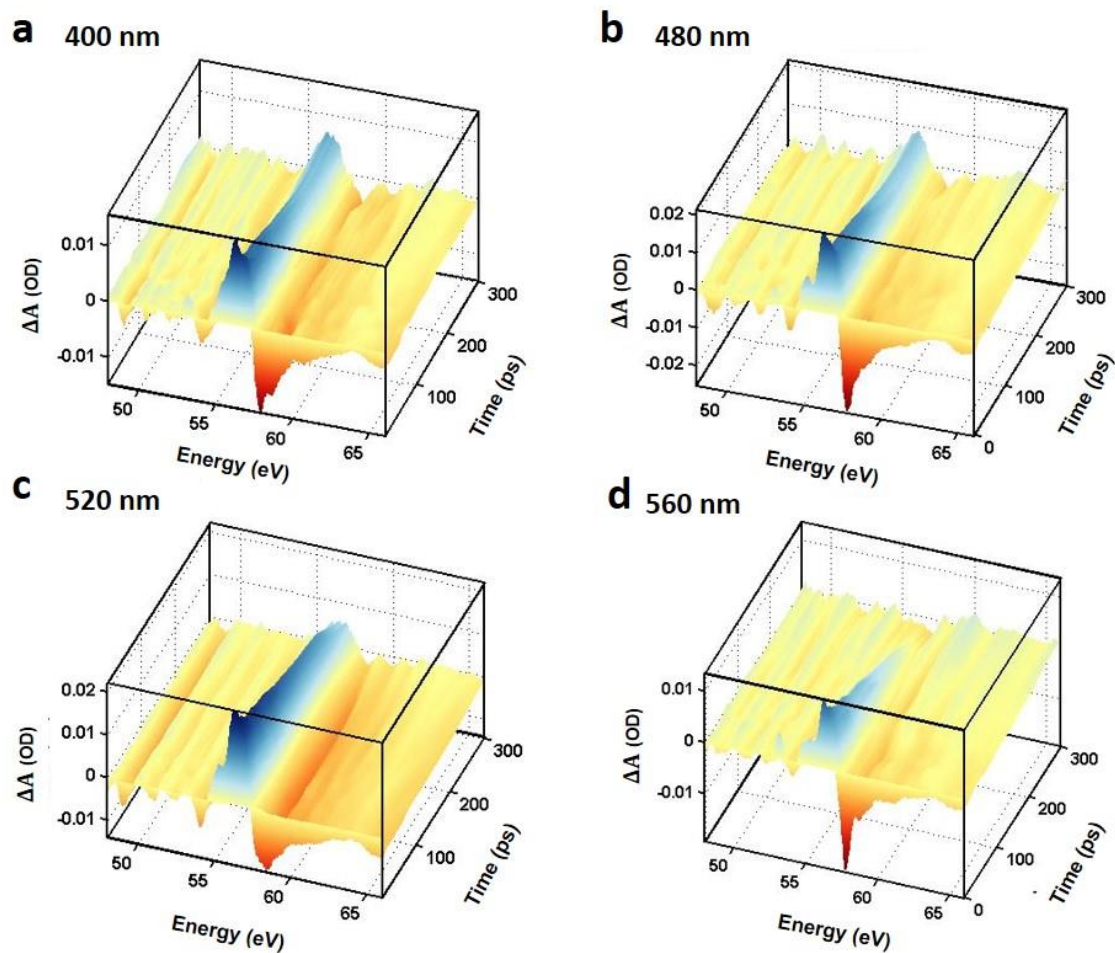 a 400 nm
0.01
0
-0.01
ΔA (OD)
50
55
60
65
Energy (eV)
100
200
300
Time (ps)
b 480 nm
0.02
0.01
0
-0.01
-0.02
ΔA (OD)
50
55
60
65
Energy (eV)
0
100
200
300
Time (ps)
c 520 nm
0.02
0.01
0
-0.01
ΔA (OD)
50
55
60
65
Energy (eV)
100
200
300
Time (ps)
d 560 nm
0.01
0
-0.01
ΔA (OD)
50
55
60
65
Energy (eV)
0
100
200
300
Time (ps)